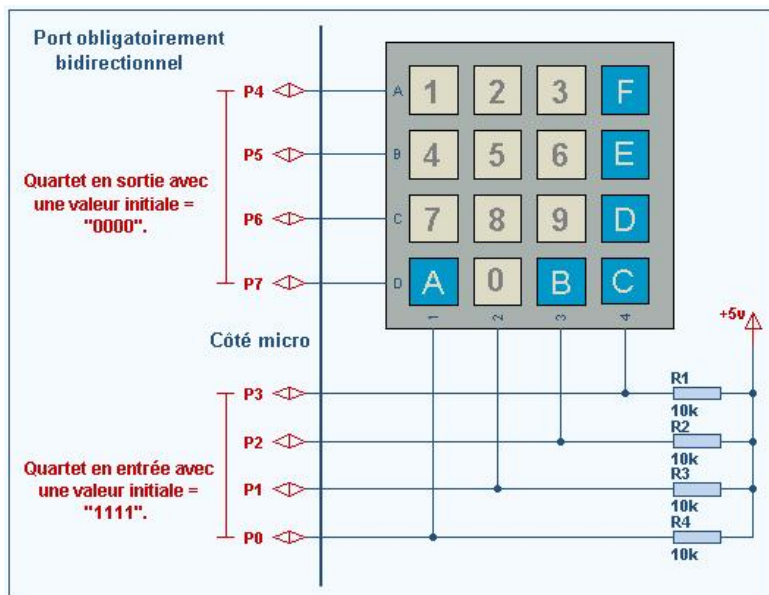 Port obligatoirement
bidirectionnel
P4
P5
P6
P7
Quartet en sortie avec
une valeur initiale =
"0000".
A 1 2 3 F
B 4 5 6 E
C 7 8 9 D
D A 0 B C
1 2 3 4
Côté micro
+5v
P3
P2
P1
P0
Quartet en entrée avec
une valeur initiale =
"1111".
R1
10k
R2
10k
R3
10k
R4
10k